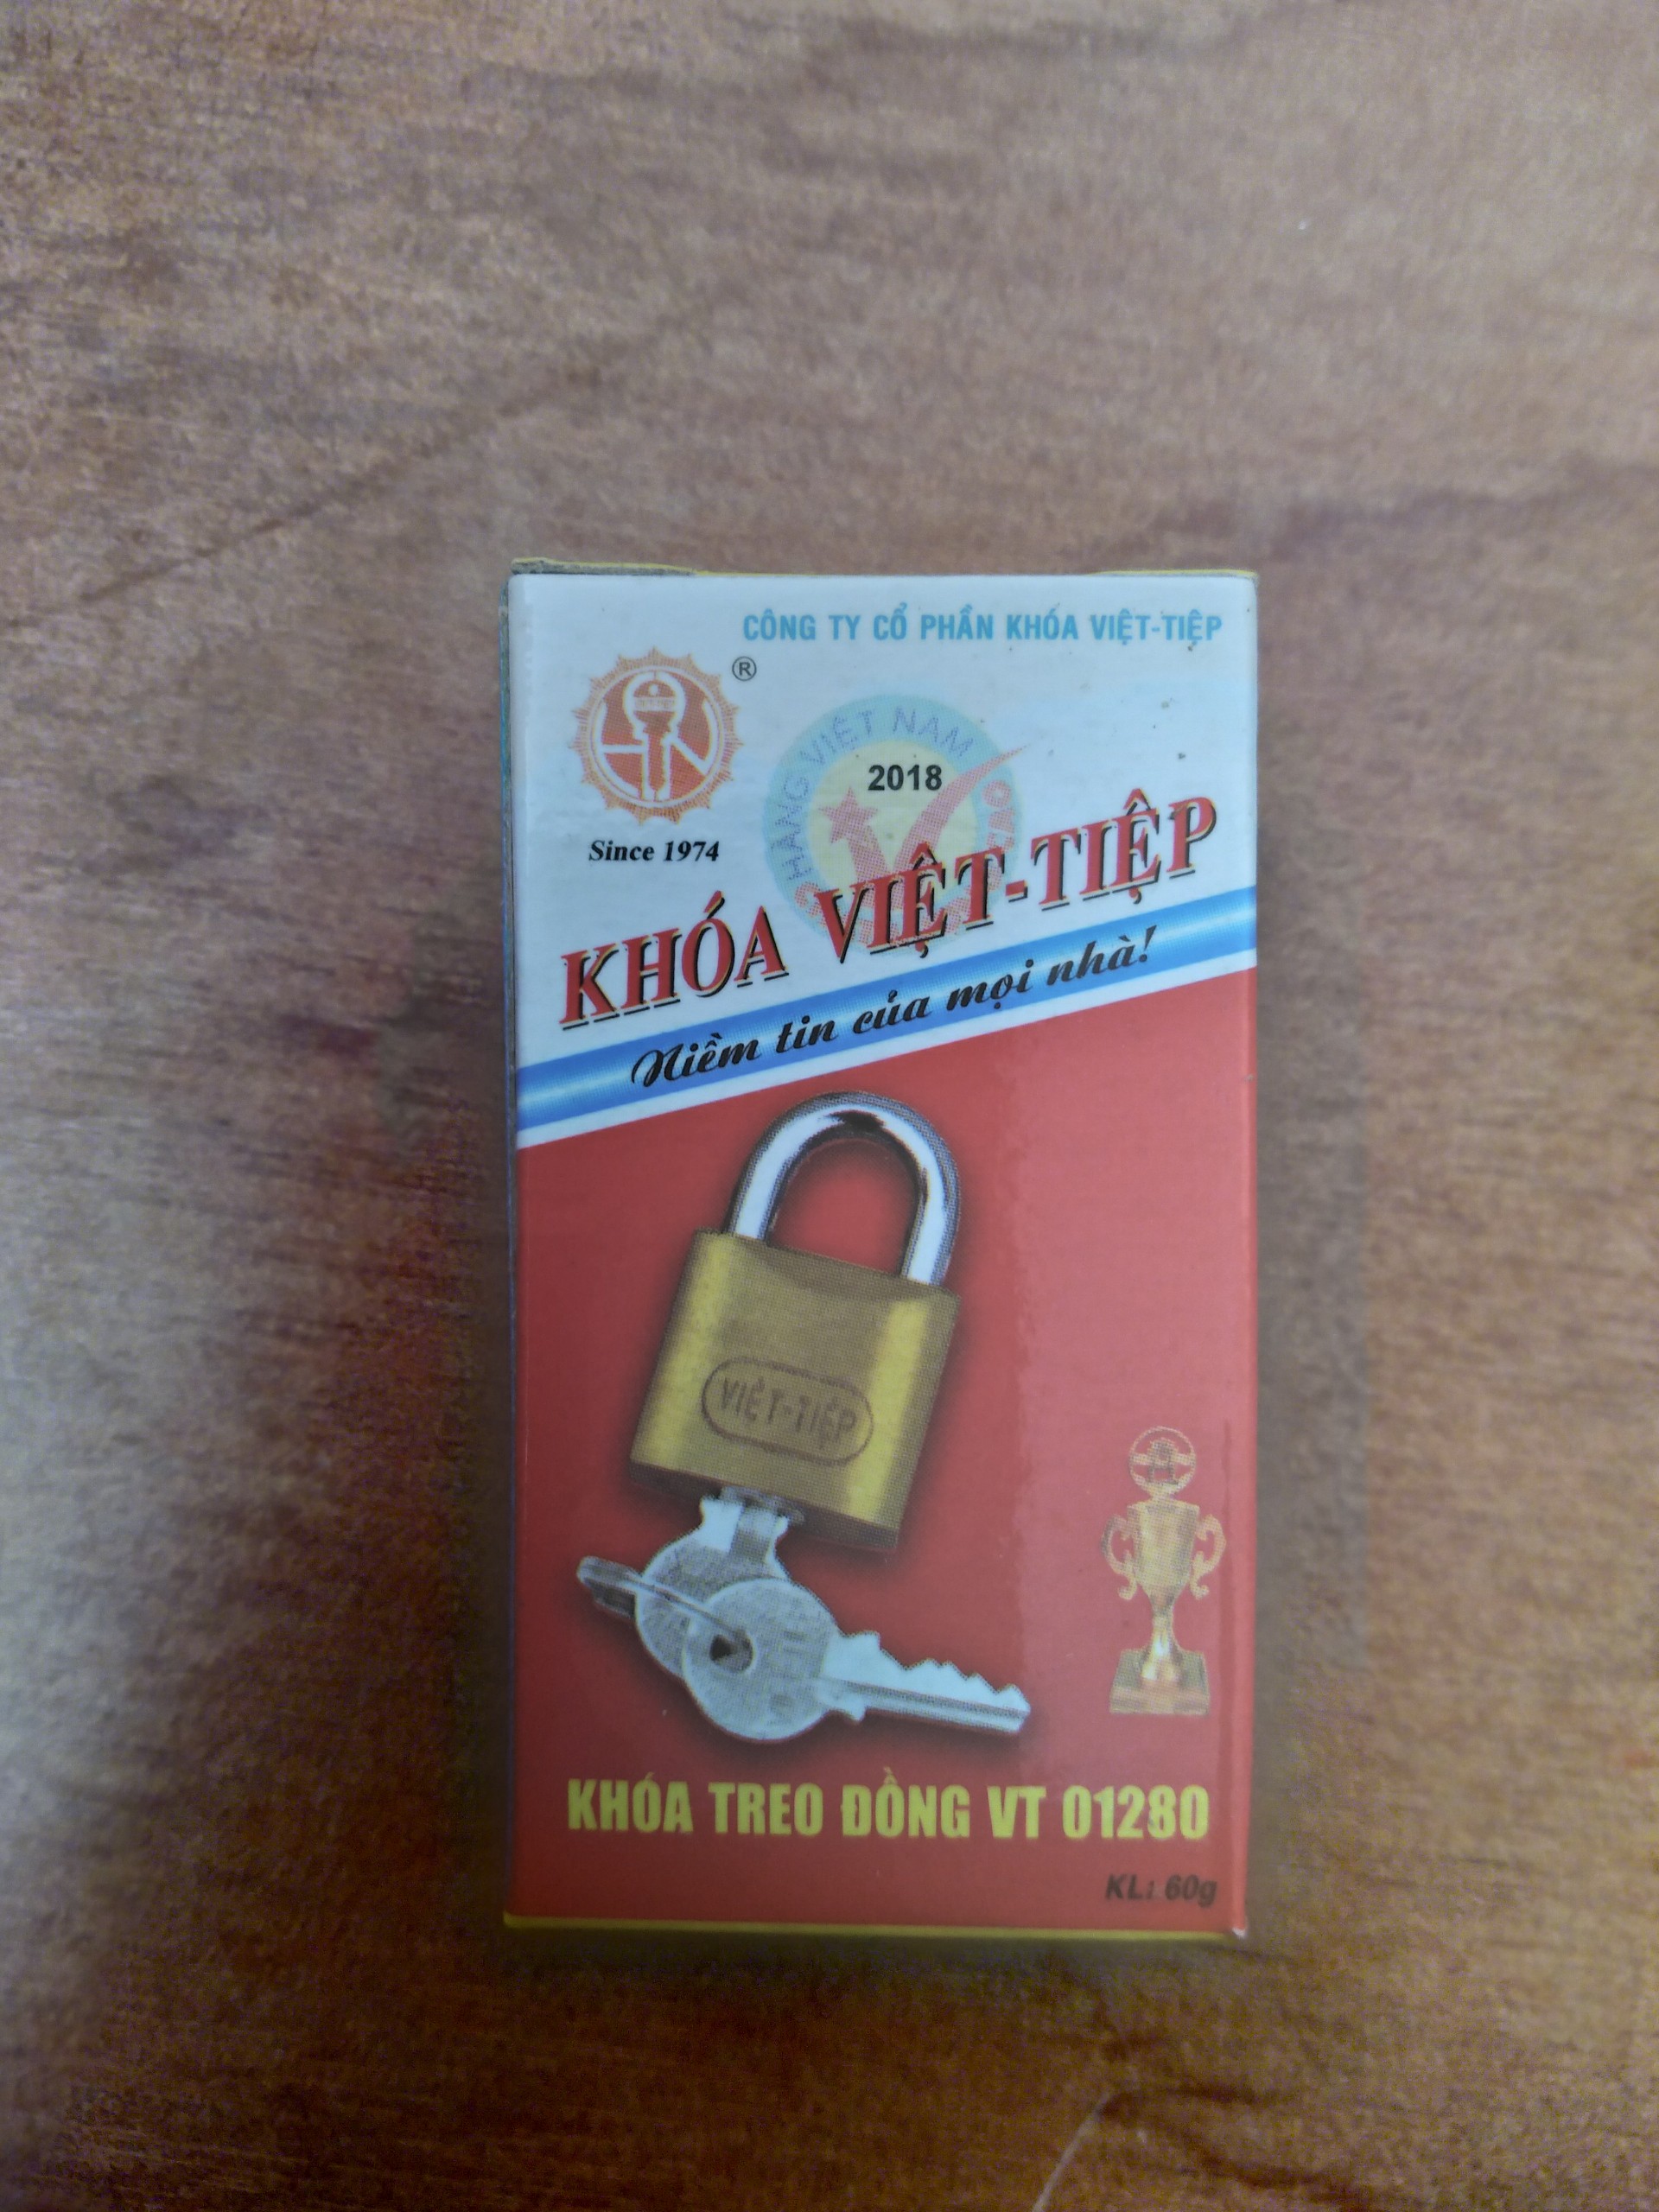 CÔNG TY CỔ PHẦN KHÓA VIỆT-TIỆP
®
HÀNG VIỆT NAM
2018
Since 1974
KHÓA VIỆT-TIỆP
Niềm tin của mọi nhà!
VIỆT-TIỆP
KHÓA TREO ĐỒNG VT 01280
KL: 60g